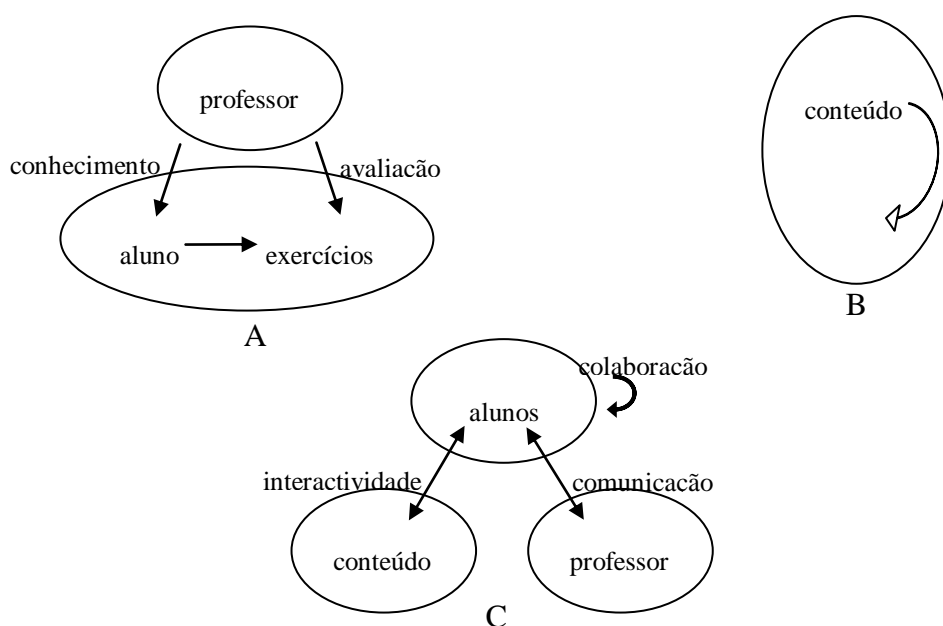 professor
conhecimento
avaliacão
aluno
exercícios
A
conteúdo
B
colaboracão
alunos
interactividade
comunicacão
conteúdo
professor
C